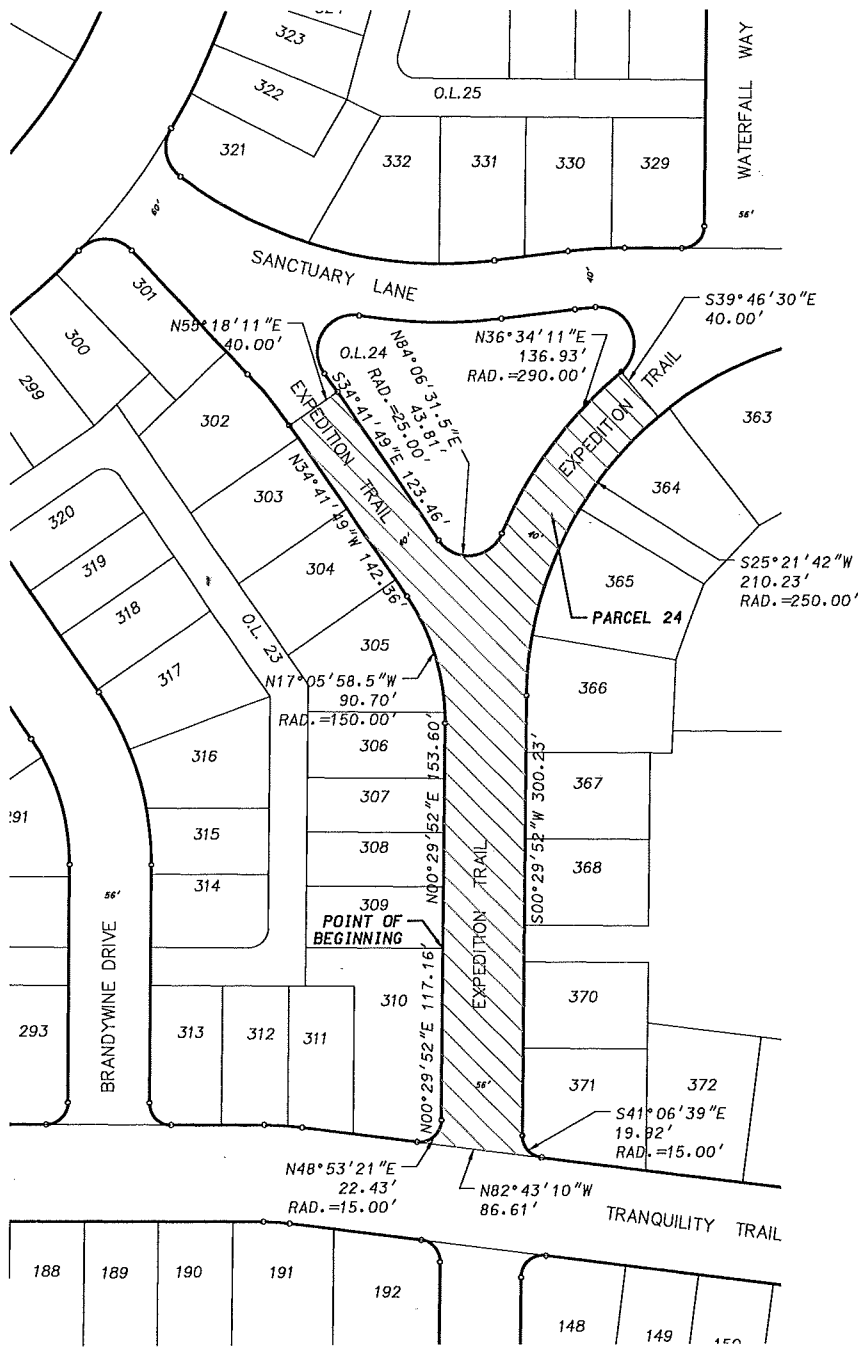 323
322
O.L.25
WATERFALL WAY
321
332
331
330
329
56'
60'
SANCTUARY LANE
40'
301
S39°46'30"E
40.00'
N55°18'11"E
40.00'
O.L.24
N84°06'31.5"E
43.81'
RAD.=25.00'
N36°34'11"E
136.93'
RAD.=290.00'
EXPEDITION TRAIL
300
299
302
S34°41'49"E 123.46'
EXPEDITION TRAIL
40'
N34°41'49"W 142.36'
363
364
303
320
319
304
40'
365
S25°21'42"W
210.23'
RAD.=250.00'
PARCEL 24
318
O.L. 23
305
317
N17°05'58.5"W
90.70'
RAD.=150.00'
366
316
306
N00°29'52"E 153.60'
S00°29'52"W 300.23'
307
367
291
315
308
368
314
309
56'
POINT OF
BEGINNING
EXPEDITION TRAIL
BRANDYWINE DRIVE
310
N00°29'52"E 117.16'
370
293
313
312
311
371
372
56'
S41°06'39"E
19.82'
RAD.=15.00'
N48°53'21"E
22.43'
RAD.=15.00'
N82°43'10"W
86.61'
TRANQUILITY TRAIL
188
189
190
191
192
148
149